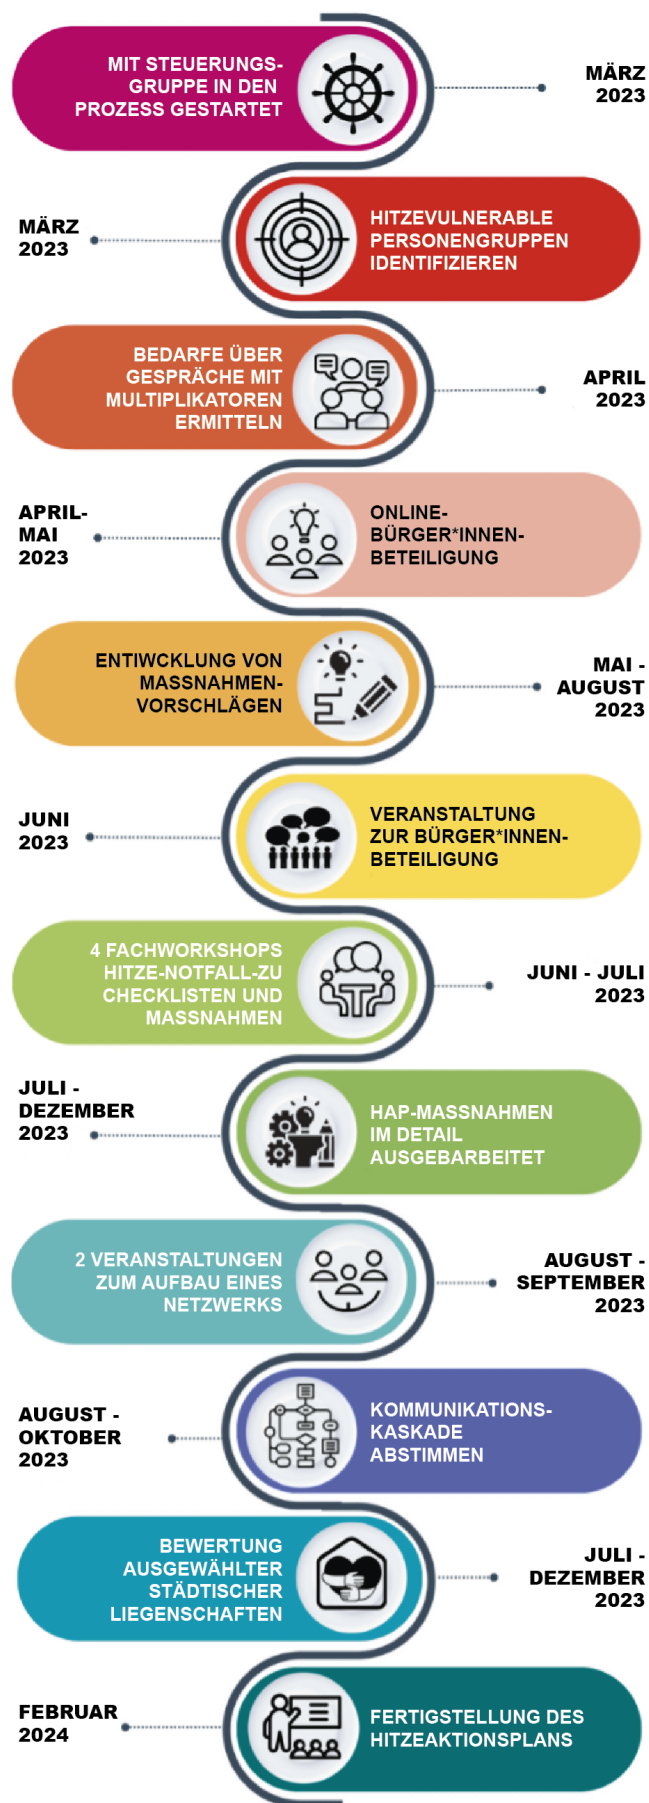 MIT STEUERUNGS-
GRUPPE IN DEN
PROZESS GESTARTET
MÄRZ
2023
MÄRZ
2023
HITZEVULNERABLE
PERSONENGRUPPEN
IDENTIFIZIEREN
BEDARFE ÜBER
GESPRÄCHE MIT
MULTIPLIKATOREN
ERMITTELN
APRIL
2023
APRIL-
MAI
2023
ONLINE-
BÜRGER*INNEN-
BETEILIGUNG
ENTIWCKLUNG VON
MASSNAHMEN-
VORSCHLÄGEN
MAI -
AUGUST
2023
JUNI
2023
VERANSTALTUNG
ZUR BÜRGER*INNEN-
BETEILIGUNG
4 FACHWORKSHOPS
HITZE-NOTFALL-ZU
CHECKLISTEN UND
MASSNAHMEN
JUNI - JULI
2023
JULI -
DEZEMBER
2023
HAP-MASSNAHMEN
IM DETAIL
AUSGEBARBEITET
2 VERANSTALTUNGEN
ZUM AUFBAU EINES
NETZWERKS
AUGUST -
SEPTEMBER
2023
AUGUST -
OKTOBER
2023
KOMMUNIKATIONS-
KASKADE
ABSTIMMEN
BEWERTUNG
AUSGEWÄHLTER
STÄDTISCHER
LIEGENSCHAFTEN
JULI -
DEZEMBER
2023
FEBRUAR
2024
FERTIGSTELLUNG DES
HITZEAKTIONSPLANS